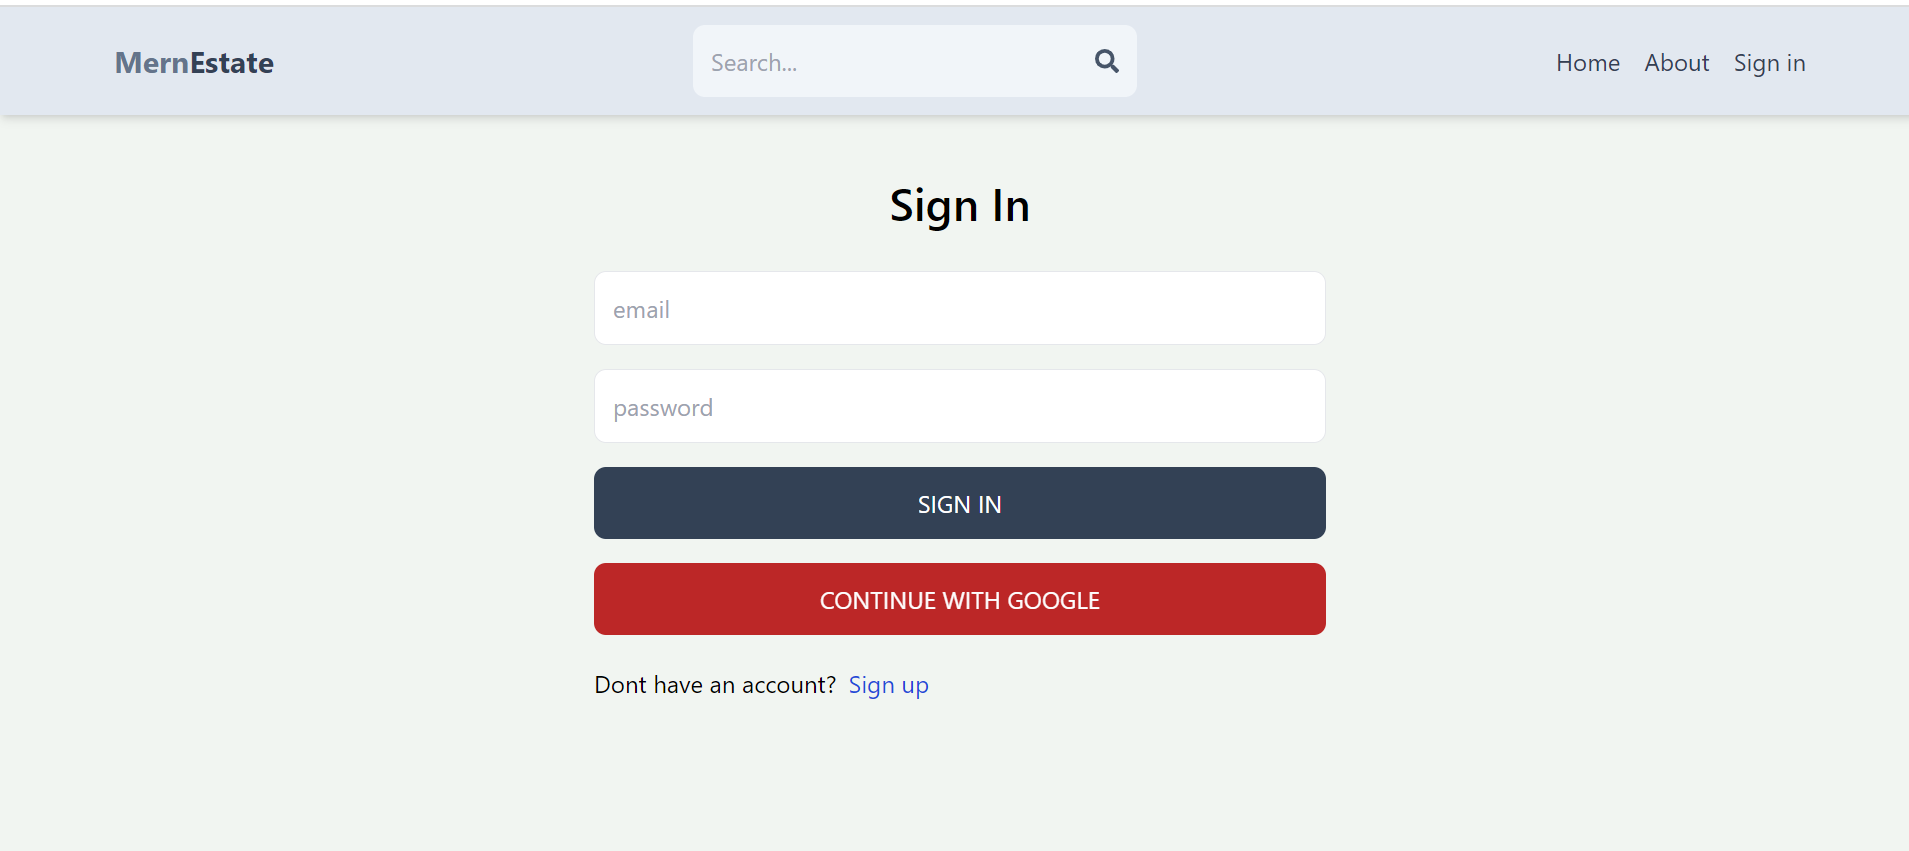 MernEstate
Search...
Home About Sign in
Sign In
email
password
SIGN IN
CONTINUE WITH GOOGLE
Dont have an account? Sign up